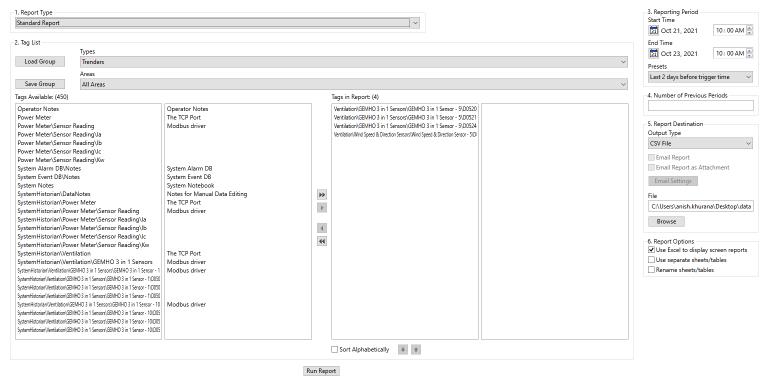 1. Report Type
Standard Report
2. Tag List
Types
Load Group
Trenders
Areas
Save Group
All Areas
Tags Available: (450)
Operator Notes Operator Notes
Power Meter The TCP Port
Power Meter\Sensor Reading Modbus driver
Power Meter\Sensor Reading\Ia
Power Meter\Sensor Reading\Ib
Power Meter\Sensor Reading\Ic
Power Meter\Sensor Reading\Kw
System Alarm DB\Notes System Alarm DB
System Event DB\Notes System Event DB
System Notes System Notebook
SystemHistorian\DataNotes Notes for Manual Data Editing
SystemHistorian\Power Meter The TCP Port
SystemHistorian\Power Meter\Sensor Reading Modbus driver
SystemHistorian\Power Meter\Sensor Reading\Ia
SystemHistorian\Power Meter\Sensor Reading\Ib
SystemHistorian\Power Meter\Sensor Reading\Ic
SystemHistorian\Power Meter\Sensor Reading\Kw
SystemHistorian\Ventilation The TCP Port
SystemHistorian\Ventilation\GEMHO 3 in 1 Sensors Modbus driver
SystemHistorian\Ventilation\GEMHO 3 in 1 Sensors\GEMHO 3 in 1 Sensor - 1 Modbus driver
SystemHistorian\Ventilation\GEMHO 3 in 1 Sensors\GEMHO 3 in 1 Sensor - 1\D050
SystemHistorian\Ventilation\GEMHO 3 in 1 Sensors\GEMHO 3 in 1 Sensor - 1\D050
SystemHistorian\Ventilation\GEMHO 3 in 1 Sensors\GEMHO 3 in 1 Sensor - 1\D050
SystemHistorian\Ventilation\GEMHO 3 in 1 Sensors\GEMHO 3 in 1 Sensor - 10 Modbus driver
SystemHistorian\Ventilation\GEMHO 3 in 1 Sensors\GEMHO 3 in 1 Sensor - 10\D05
SystemHistorian\Ventilation\GEMHO 3 in 1 Sensors\GEMHO 3 in 1 Sensor - 10\D05
SystemHistorian\Ventilation\GEMHO 3 in 1 Sensors\GEMHO 3 in 1 Sensor - 10\D05
Tags in Report: (4)
Ventilation\GEMHO 3 in 1 Sensors\GEMHO 3 in 1 Sensor - 5\D0520
Ventilation\GEMHO 3 in 1 Sensors\GEMHO 3 in 1 Sensor - 5\D0521
Ventilation\GEMHO 3 in 1 Sensors\GEMHO 3 in 1 Sensor - 5\D0524
Ventilation\Wind Speed & Direction Sensors\Wind Speed & Direction Sensor - 5\D
Sort Alphabetically
Run Report
3. Reporting Period
Start Time
Oct 21, 2021 10:00 AM
End Time
Oct 23, 2021 10:00 AM
Presets
Last 2 days before trigger time
4. Number of Previous Periods
5. Report Destination
Output Type
CSV File
Email Report
Email Report as Attachment
Email Settings
File
C:\Users\anish.khurana\Desktop\data
Browse
6. Report Options
Use Excel to display screen reports
Use separate sheets/tables
Rename sheets/tables